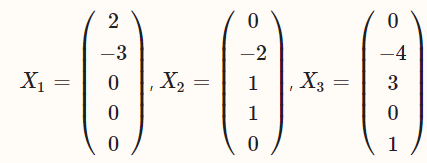 X₁ = (2, -3, 0, 0, 0), X₂ = (0, -2, 1, 1, 0), X₃ = (0, -4, 3, 0, 1)